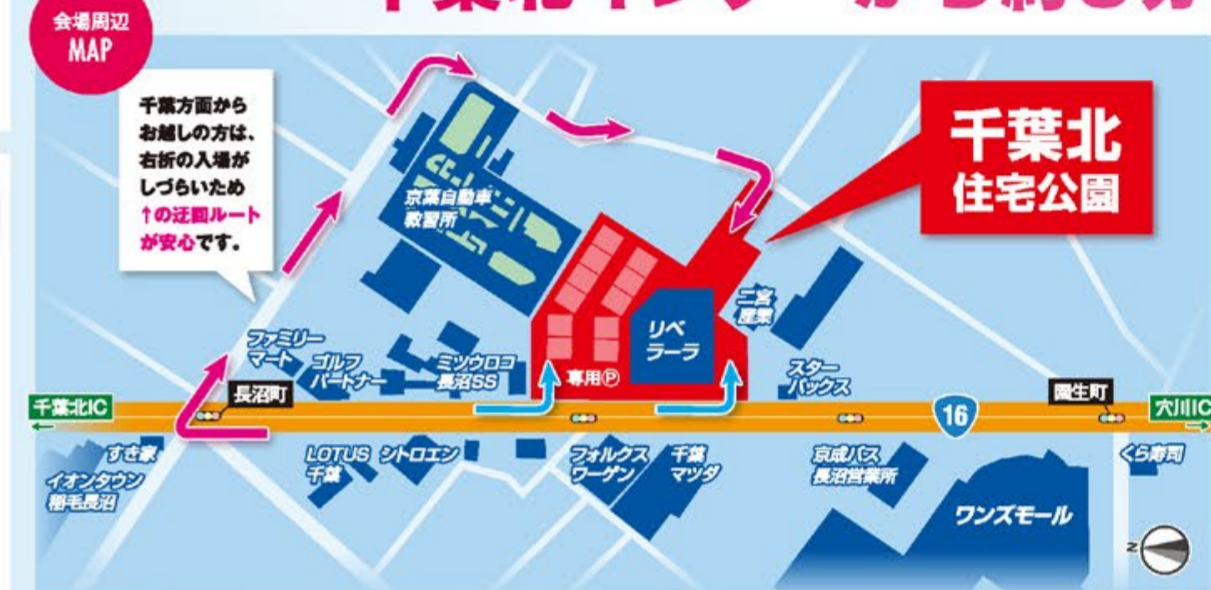 会場周辺
MAP
千葉北インターから約5分
千葉方面から
お越しの方は、
右折の入場が
しづらいため
↑の迂回ルート
が安心です。
千葉北
住宅公園
京葉自動車
教習所
二宮
産業
リベ
ラーラ
ファミリー
マート
ゴルフ
パートナー
ミツウロコ
長沼SS
専用Ⓟ
スター
バックス
長沼町
園生町
千葉北IC
←
16
穴川IC
→
すき家
イオンタウン
稲毛長沼
LOTUS
千葉
シトロエン
フォルクス
ワーゲン
千葉
マツダ
京成バス
長沼営業所
ワンズモール
くら寿司
N